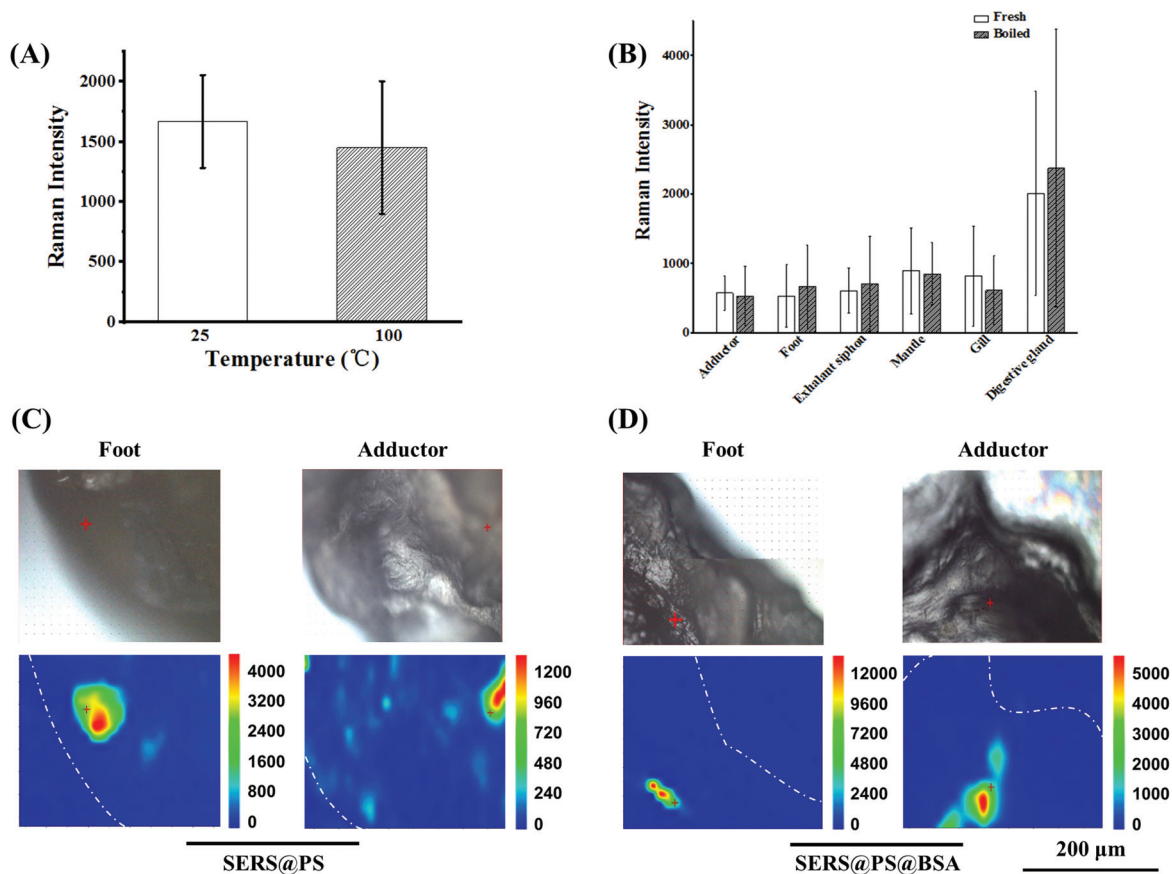 (A)
Raman Intensity
2000
1500
1000
500
0
25
100
Temperature (℃)
(B)
Fresh
Boiled
Raman Intensity
4000
3000
2000
1000
0
Adductor
Foot
Exhalant siphon
Mantle
Gill
Digestive gland
(C)
Foot
Adductor
4000
3200
2400
1600
800
0
1200
960
720
480
240
0
SERS@PS
(D)
Foot
Adductor
12000
9600
7200
4800
2400
0
5000
4000
3000
2000
1000
0
SERS@PS@BSA
200 μm